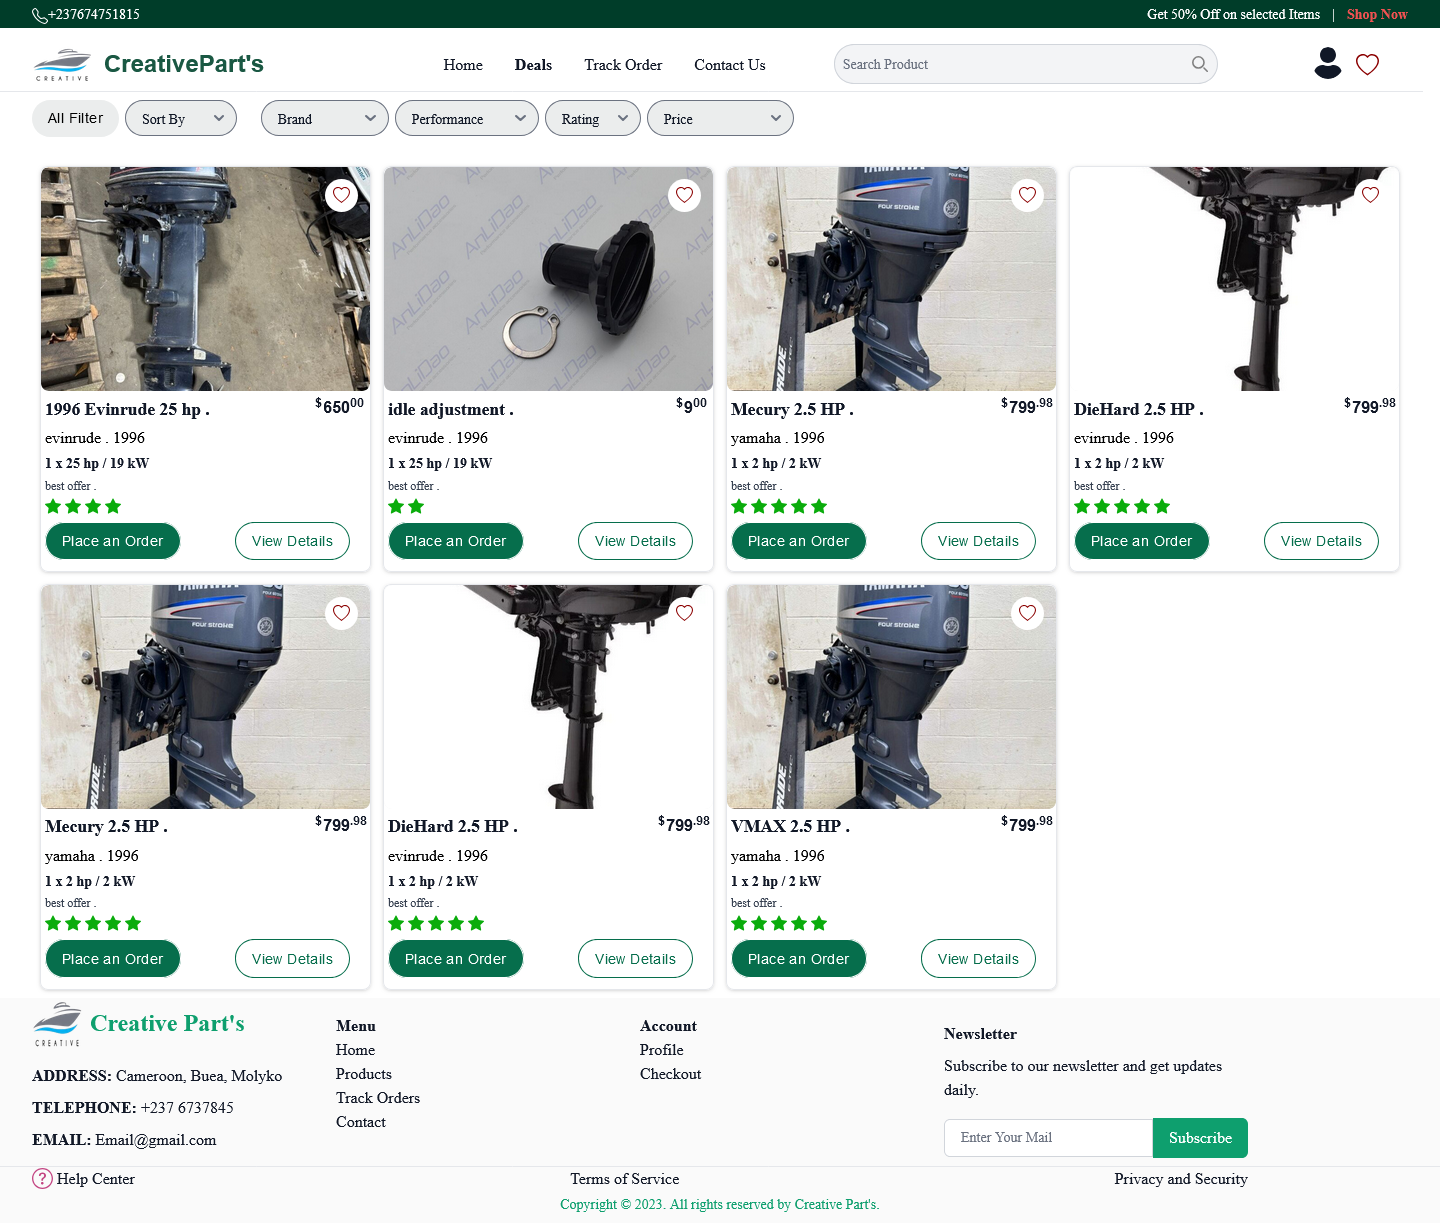 +237674751815
Get 50% Off on selected Items | Shop Now
CREATIVE
CreativePart's
Home
Deals
Track Order
Contact Us
Search Product
All Filter
Sort By
Brand
Performance
Rating
Price
AnLiDao
FOUR STROKE
1996 Evinrude 25 hp .
$65000
evinrude . 1996
1 x 25 hp / 19 kW
best offer .
Place an Order
View Details
idle adjustment .
$900
evinrude . 1996
1 x 25 hp / 19 kW
best offer .
Place an Order
View Details
Mecury 2.5 HP .
$799.98
yamaha . 1996
1 x 2 hp / 2 kW
best offer .
Place an Order
View Details
DieHard 2.5 HP .
$799.98
evinrude . 1996
1 x 2 hp / 2 kW
best offer .
Place an Order
View Details
FOUR STROKE
FOUR STROKE
Mecury 2.5 HP .
$799.98
yamaha . 1996
1 x 2 hp / 2 kW
best offer .
Place an Order
View Details
DieHard 2.5 HP .
$799.98
evinrude . 1996
1 x 2 hp / 2 kW
best offer .
Place an Order
View Details
VMAX 2.5 HP .
$799.98
yamaha . 1996
1 x 2 hp / 2 kW
best offer .
Place an Order
View Details
CREATIVE
Creative Part's
ADDRESS: Cameroon, Buea, Molyko
TELEPHONE: +237 6737845
EMAIL: Email@gmail.com
Menu
Home
Products
Track Orders
Contact
Account
Profile
Checkout
Newsletter
Subscribe to our newsletter and get updates
daily.
Enter Your Mail
Subscribe
Help Center
Terms of Service
Privacy and Security
Copyright © 2023. All rights reserved by Creative Part's.